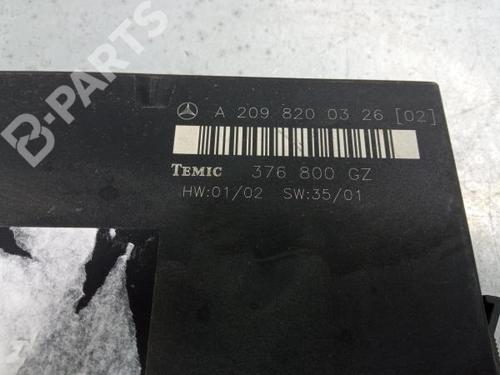 B-PARTS
A 209 820 03 26 [02]
TEMIC 376 800 GZ
HW:01/02 SW:35/01